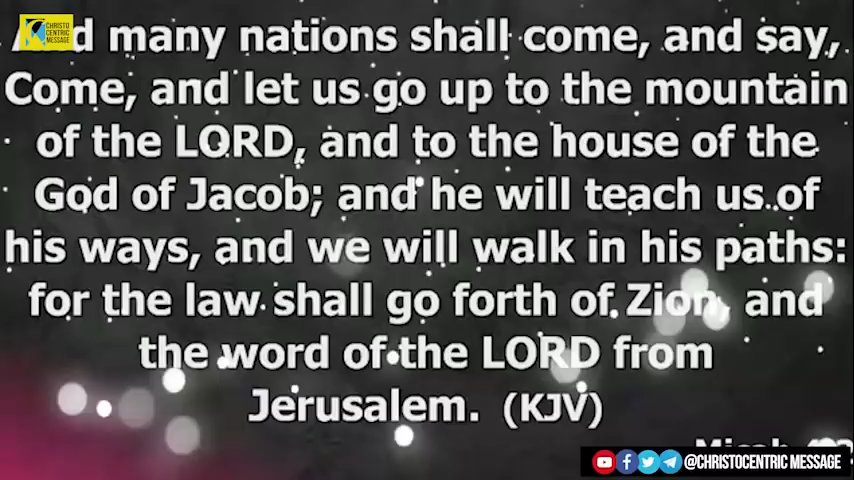 CHRISTO
CENTRIC
MESSAGE
many nations shall come, and say,
Come, and let us go up to the mountain
of the LORD, and to the house of the
God of Jacob; and he will teach us of
his ways, and we will walk in his paths:
for the law shall go forth of Zion, and
the word of the LORD from
Jerusalem. (KJV)
@CHRISTOCENTRIC MESSAGE